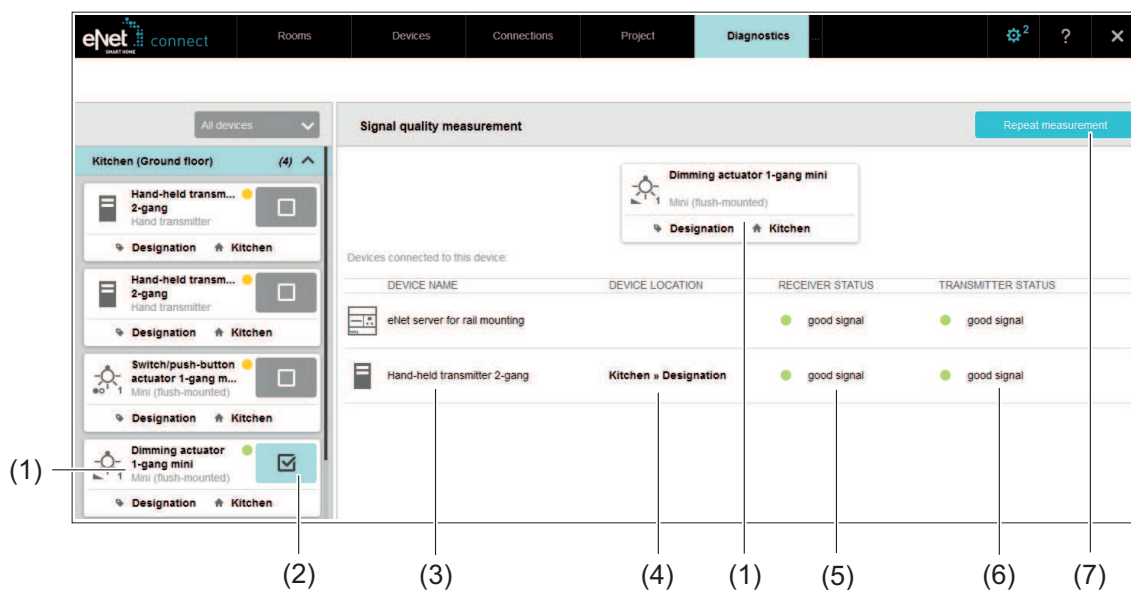 eNet connect
SMART HOME
Rooms
Devices
Connections
Project
Diagnostics
...
2
?
All devices
Signal quality measurement
Repeat measurement
Kitchen (Ground floor) (4)
Hand-held transm...
2-gang
Hand transmitter
Designation Kitchen
Hand-held transm...
2-gang
Hand transmitter
Designation Kitchen
Switch/push-button
actuator 1-gang m...
1 Mini (flush-mounted)
Designation Kitchen
Dimming actuator
1-gang mini
1 Mini (flush-mounted)
Designation Kitchen
Dimming actuator 1-gang mini
1 Mini (flush-mounted)
Designation Kitchen
Devices connected to this device:
DEVICE NAME DEVICE LOCATION RECEIVER STATUS TRANSMITTER STATUS
eNet server for rail mounting good signal good signal
Hand-held transmitter 2-gang Kitchen » Designation good signal good signal
(1)
(2) (3) (4) (1) (5) (6) (7)